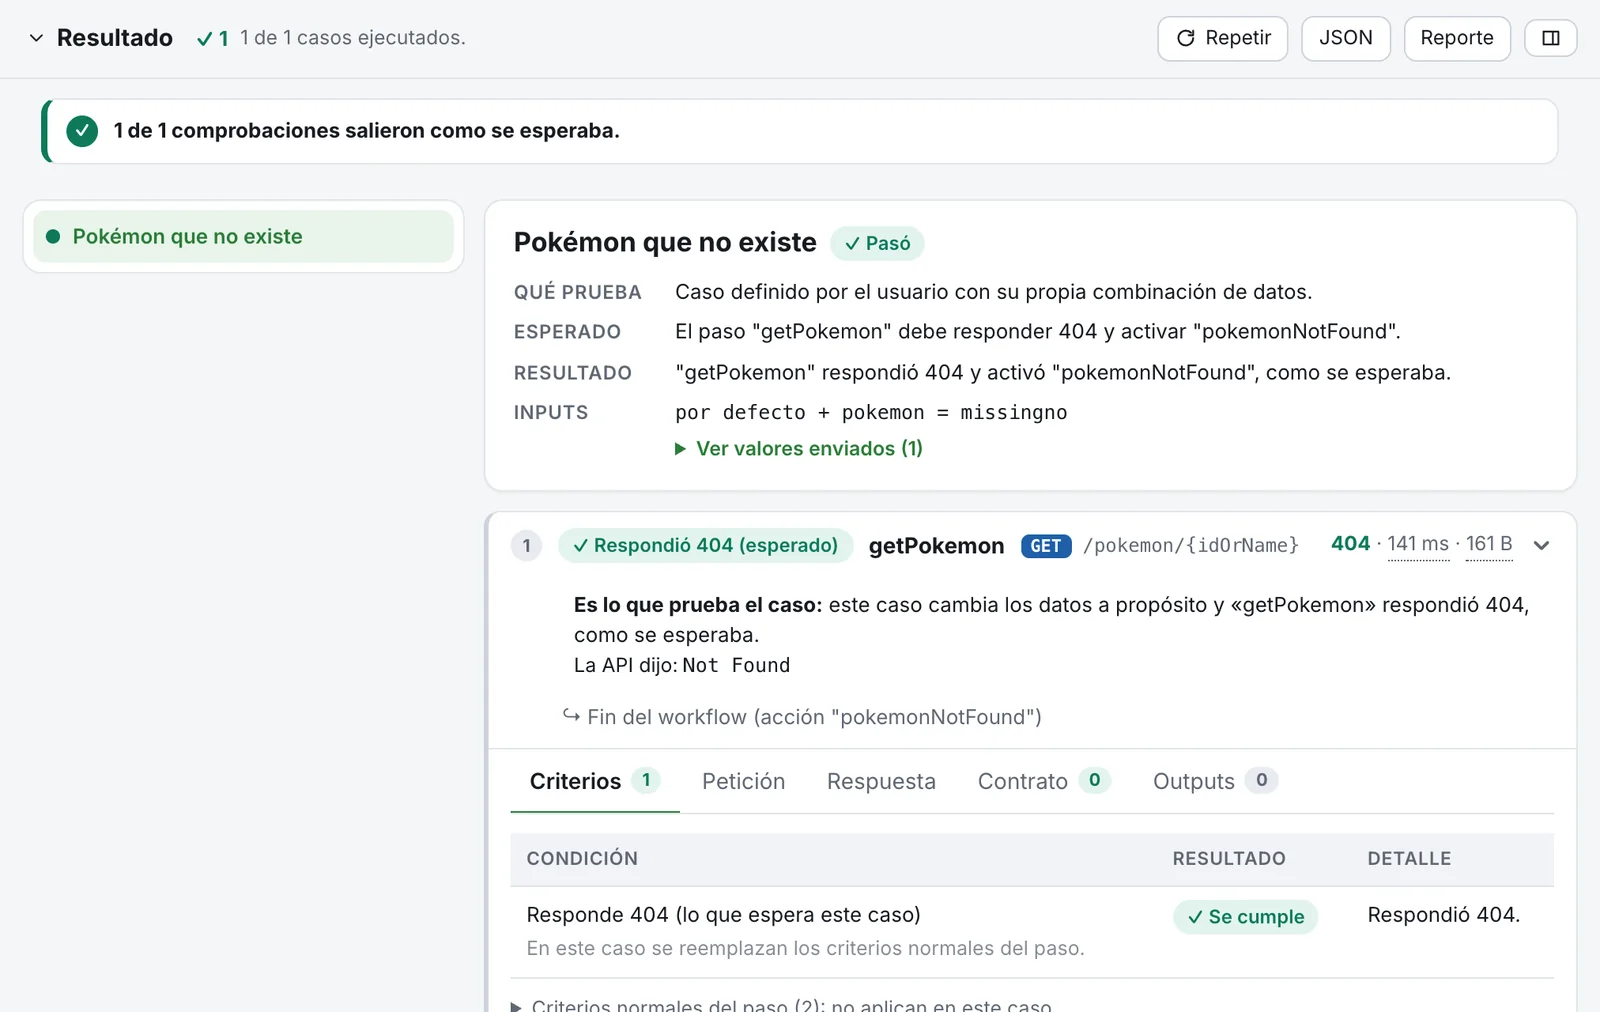 Resultado ✓ 1 1 de 1 casos ejecutados. Repetir JSON Reporte
1 de 1 comprobaciones salieron como se esperaba.
Pokémon que no existe
Pokémon que no existe ✓ Pasó
QUÉ PRUEBA Caso definido por el usuario con su propia combinación de datos.
ESPERADO El paso "getPokemon" debe responder 404 y activar "pokemonNotFound".
RESULTADO "getPokemon" respondió 404 y activó "pokemonNotFound", como se esperaba.
INPUTS por defecto + pokemon = missingno
▶ Ver valores enviados (1)
1 ✓ Respondió 404 (esperado) getPokemon GET /pokemon/{idOrName} 404 · 141 ms · 161 B
Es lo que prueba el caso: este caso cambia los datos a propósito y «getPokemon» respondió 404,
como se esperaba.
La API dijo: Not Found
↪ Fin del workflow (acción "pokemonNotFound")
Criterios 1 Petición Respuesta Contrato 0 Outputs 0
CONDICIÓN RESULTADO DETALLE
Responde 404 (lo que espera este caso) ✓ Se cumple Respondió 404.
En este caso se reemplazan los criterios normales del paso.
▶ Criterios normales del paso (2): no aplican en este caso